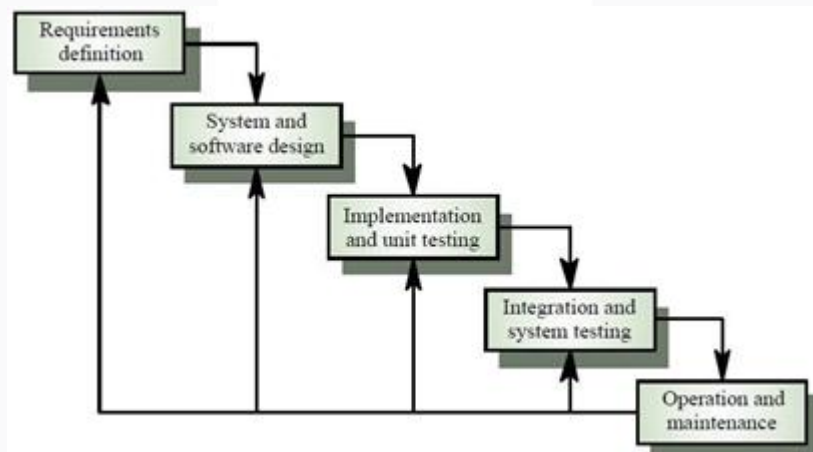 Requirements
definition
System and
software design
Implementation
and unit testing
Integration and
system testing
Operation and
maintenance